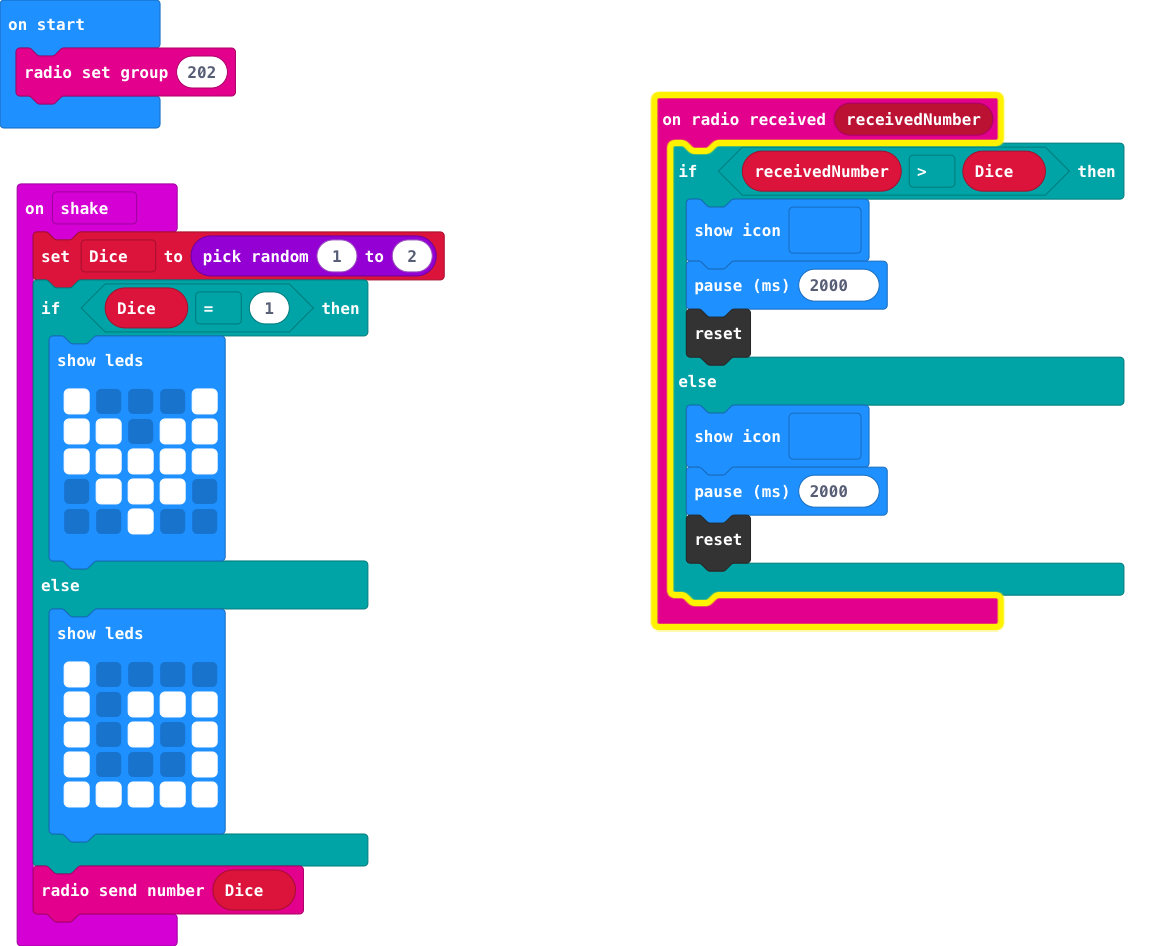 on start
radio set group 202
on shake
set Dice to pick random 1 to 2
if Dice = 1 then
show leds
else
show leds
radio send number Dice
on radio received receivedNumber
if receivedNumber > Dice then
show icon
pause (ms) 2000
reset
else
show icon
pause (ms) 2000
reset